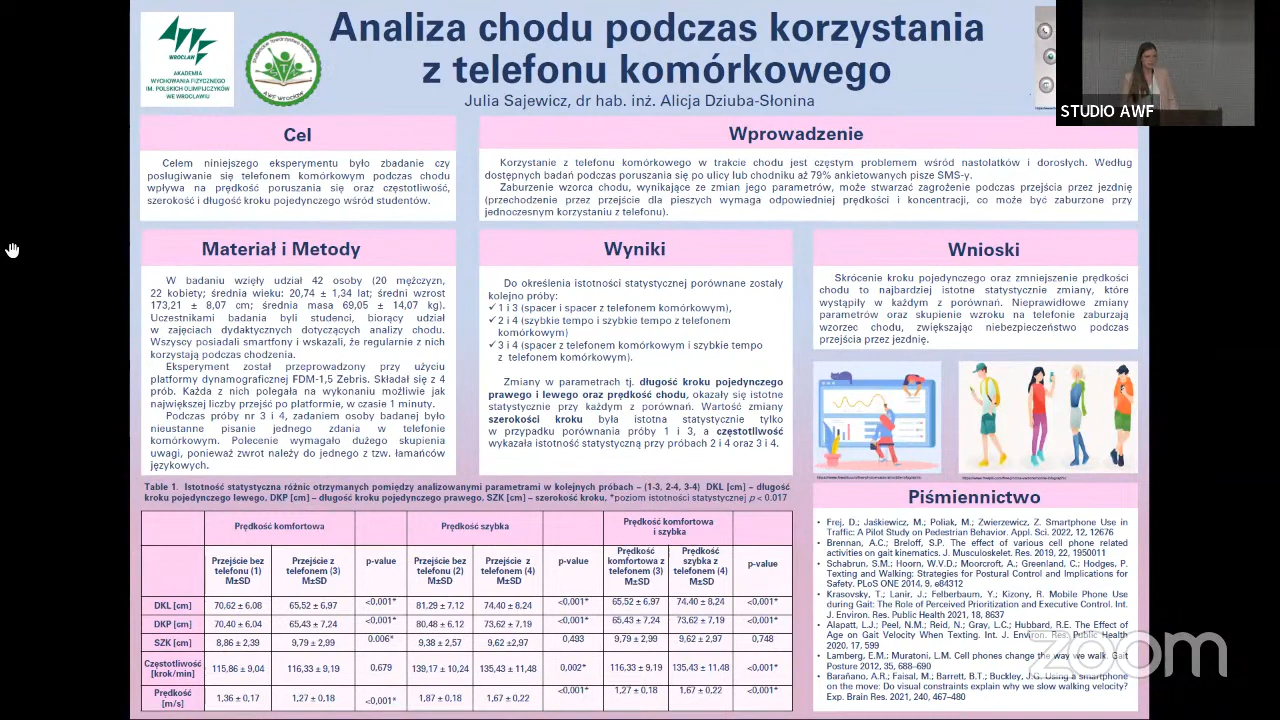 Analiza chodu podczas korzystania
z telefonu komórkowego
Julia Sajewicz, dr hab. inż. Alicja Dziuba-Słonina
WROCŁAW
AKADEMIA
WYCHOWANIA FIZYCZNEGO
IM. POLSKICH OLIMPIJCZYKÓW
WE WROCŁAWIU
AWF WROCŁAW
STUDIO AWF
Cel
Celem niniejszego eksperymentu było zbadanie czy
posługiwanie się telefonem komórkowym podczas chodu
wpływa na prędkość poruszania się oraz częstotliwość,
szerokość i długość kroku pojedynczego wśród studentów.
Wprowadzenie
Korzystanie z telefonu komórkowego w trakcie chodu jest częstym problemem wśród nastolatków i dorosłych. Według
dostępnych badań podczas poruszania się po ulicy lub chodniku aż 79% ankietowanych pisze SMS-y.
Zaburzenie wzorca chodu, wynikające ze zmian jego parametrów, może stwarzać zagrożenie podczas przejścia przez jezdnię
(przechodzenie przez przejście dla pieszych wymaga odpowiedniej prędkości i koncentracji, co może być zaburzone przy
jednoczesnym korzystaniu z telefonu).
Materiał i Metody
W badaniu wzięły udział 42 osoby (20 mężczyzn,
22 kobiety; średnia wieku: 20,74 ± 1,34 lat; średni wzrost
173,21 ± 8,07 cm; średnia masa 69,05 ± 14,07 kg).
Uczestnikami badania byli studenci, biorący udział
w zajęciach dydaktycznych dotyczących analizy chodu.
Wszyscy posiadali smartfony i wskazali, że regularnie z nich
korzystają podczas chodzenia.
Eksperyment został przeprowadzony przy użyciu
platformy dynamograficznej FDM-1,5 Zebris. Składał się z 4
prób. Każda z nich polegała na wykonaniu możliwie jak
największej liczby przejść po platformie, w czasie 1 minuty.
Podczas próby nr 3 i 4, zadaniem osoby badanej było
nieustanne pisanie jednego zdania w telefonie
komórkowym. Polecenie wymagało dużego skupienia
uwagi, ponieważ zwrot należy do jednego z tzw. łamańców
językowych.
Wyniki
Do określenia istotności statystycznej porównane zostały
kolejno próby:
✓1 i 3 (spacer i spacer z telefonem komórkowym),
✓2 i 4 (szybkie tempo i szybkie tempo z telefonem
komórkowym)
✓3 i 4 (spacer z telefonem komórkowym i szybkie tempo
z telefonem komórkowym).
Zmiany w parametrach tj. długość kroku pojedynczego
prawego i lewego oraz prędkość chodu, okazały się istotne
statystycznie przy każdym z porównań. Wartość zmiany
szerokości kroku była istotna statystycznie tylko
w przypadku porównania próby 1 i 3, a częstotliwość
wykazała istotność statystyczną przy próbach 2 i 4 oraz 3 i 4.
Wnioski
Skrócenie kroku pojedynczego oraz zmniejszenie prędkości
chodu to najbardziej istotne statystycznie zmiany, które
wystąpiły w każdym z porównań. Nieprawidłowe zmiany
parametrów oraz skupienie wzroku na telefonie zaburzają
wzorzec chodu, zwiększając niebezpieczeństwo podczas
przejścia przez jezdnię.
Table 1. Istotność statystyczna różnic otrzymanych pomiędzy analizowanymi parametrami w kolejnych próbach – (1-3, 2-4, 3-4) DKL [cm] – długość
kroku pojedynczego lewego. DKP [cm] – długość kroku pojedynczego prawego. SZK [cm] – szerokość kroku, *poziom istotności statystycznej p < 0.017
Prędkość komfortowa Prędkość szybka Prędkość komfortowa
i szybka
Przejście bez telefonu (1) M±SD Przejście z telefonem (3) M±SD p-value Przejście bez telefonu (2) M±SD Przejście z telefonem (4) M±SD p-value Prędkość komfortowa z telefonem (3) M±SD Prędkość szybka z telefonem (4) M±SD p-value
DKL [cm] 70,62 ± 6,08 65,52 ± 6,97 <0,001* 81.29 ± 7,12 74.40 ± 8.24 <0,001* 65.52 ± 6,97 74.40 ± 8,24 <0,001*
DKP [cm] 70,40 ± 6,04 65,43 ± 7,24 <0,001* 80,48 ± 6,12 73,62 ± 7,19 <0,001* 65,43 ± 7,24 73,62 ± 7,19 <0,001*
SZK [cm] 8,86 ± 2,39 9,79 ± 2,99 0.006* 9,38 ± 2,57 9,62 ±2,97 0,493 9,79 ± 2,99 9,62 ± 2,97 0,748
Częstotliwość [krok/min] 115,86 ± 9,04 116,33 ± 9,19 0,679 139,17 ± 10,24 135,43 ± 11,48 0,002* 116,33 ± 9,19 135,43 ± 11.48 <0,001*
Prędkość [m/s] 1,36 ± 0,17 1,27 ± 0,18 <0,001* 1,87 ± 0,18 1,67 ± 0,22 <0,001* 1,27 ± 0,18 1,67 ± 0.22 <0,001*
Piśmiennictwo
• Frej, D.; Jaśkiewicz, M.; Poliak, M.; Zwierzewicz, Z. Smartphone Use in
Traffic: A Pilot Study on Pedestrian Behavior. Appl. Sci. 2022, 12, 12676
• Brennan, A.C.; Breloff, S.P. The effect of various cell phone related
activities on gait kinematics. J. Musculoskelet. Res. 2019, 22, 1950011
• Schabrun, S.M.; Hoorn, W.V.D.; Moorcroft, A.; Greenland, C.; Hodges, P.
Texting and Walking: Strategies for Postural Control and Implications for
Safety. PLoS ONE 2014, 9, e84312
• Krasovsky, T.; Lanir, J.; Felberbaum, Y.; Kizony, R. Mobile Phone Use
during Gait: The Role of Perceived Prioritization and Executive Control. Int.
J. Environ. Res. Public Health 2021, 18, 8637
• Alapatt, L.J.; Peel, N.M.; Reid, N.; Gray, L.C.; Hubbard, R.E. The Effect of
Age on Gait Velocity When Texting. Int. J. Environ. Res. Public Health
2020, 17, 599
• Lamberg, E.M.; Muratori, L.M. Cell phones change the way we walk. Gait
Posture 2012, 35, 688–690
• Barañano, A.R.; Faisal, M.; Barrett, B.T.; Buckley, J.G. Using a smartphone
on the move: Do visual constraints explain why we slow walking velocity?
Exp. Brain Res. 2021, 240, 467–480
zoom